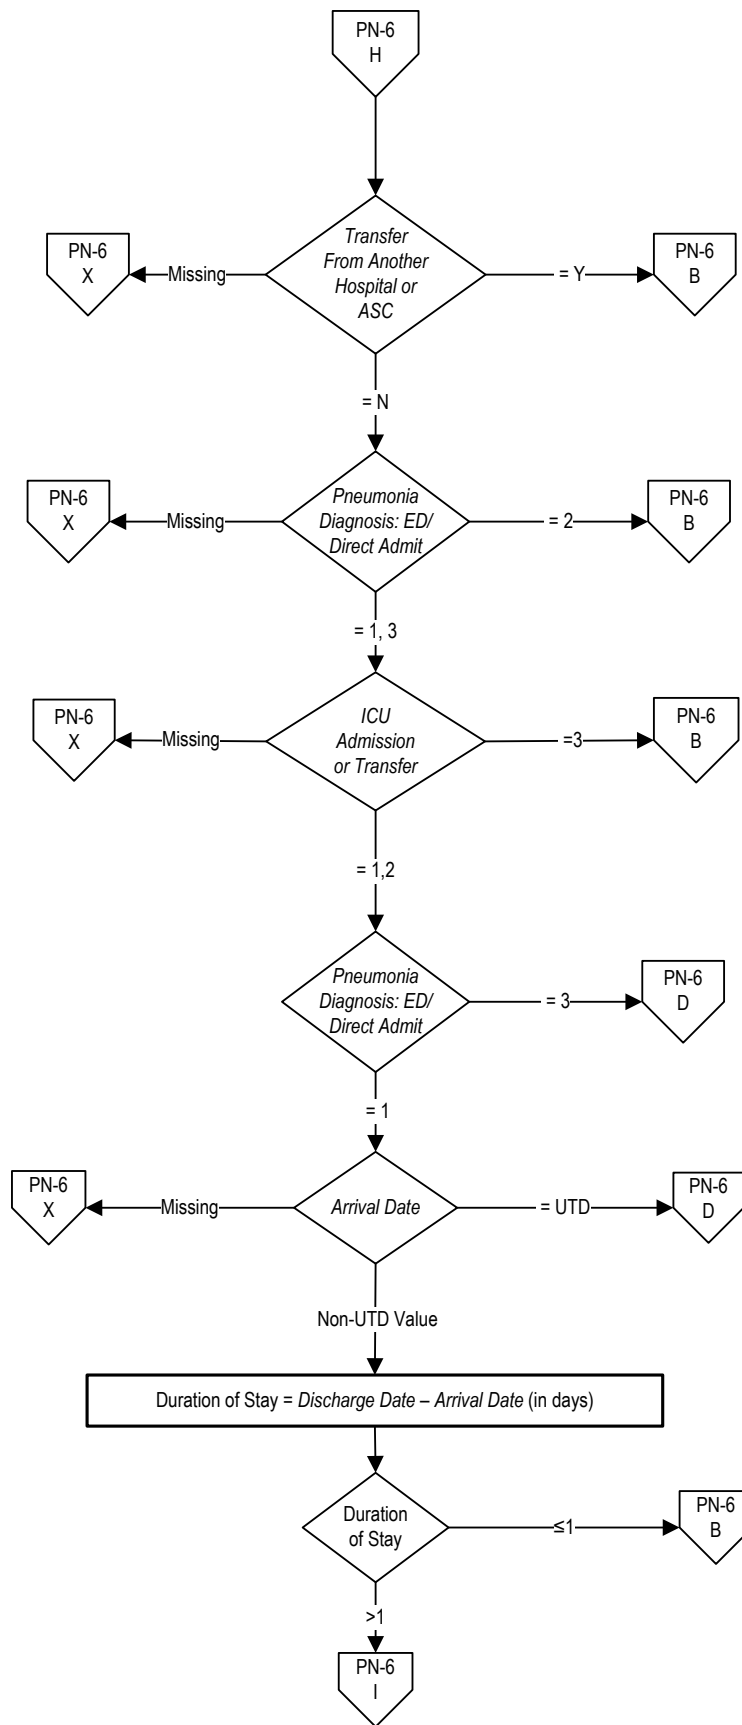 PN-6
H
Transfer
From Another
Hospital or
ASC
PN-6
X
Missing
= Y
PN-6
B
= N
Pneumonia
Diagnosis: ED/
Direct Admit
PN-6
X
Missing
= 2
PN-6
B
= 1, 3
ICU
Admission
or Transfer
PN-6
X
Missing
=3
PN-6
B
= 1,2
Pneumonia
Diagnosis: ED/
Direct Admit
= 3
PN-6
D
= 1
PN-6
X
Missing
Arrival Date
= UTD
PN-6
D
Non-UTD Value
Duration of Stay = Discharge Date – Arrival Date (in days)
Duration
of Stay
≤1
PN-6
B
>1
PN-6
I